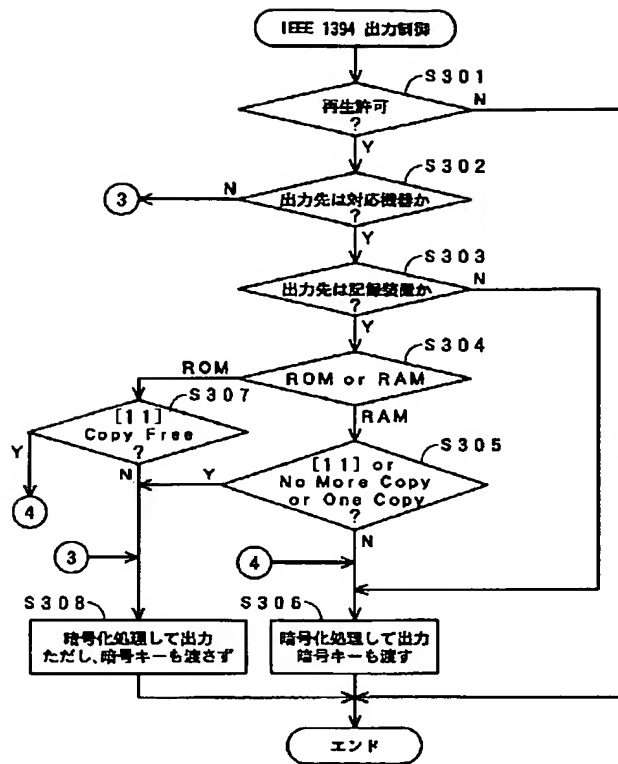 IEEE 1394 出力制御
S301
再生許可
?
N
Y
S302
出力先は対応機器か
?
N
3
Y
S303
出力先は記録装置か
?
N
Y
S304
ROM or RAM
ROM
RAM
S307
[11]
Copy Free
?
Y
4
N
S305
[11] or
No More Copy
or One Copy
?
Y
N
3
4
S308
暗号化処理して出力
ただし、暗号キーも渡さず
S306
暗号化処理して出力
暗号キーも渡す
エンド